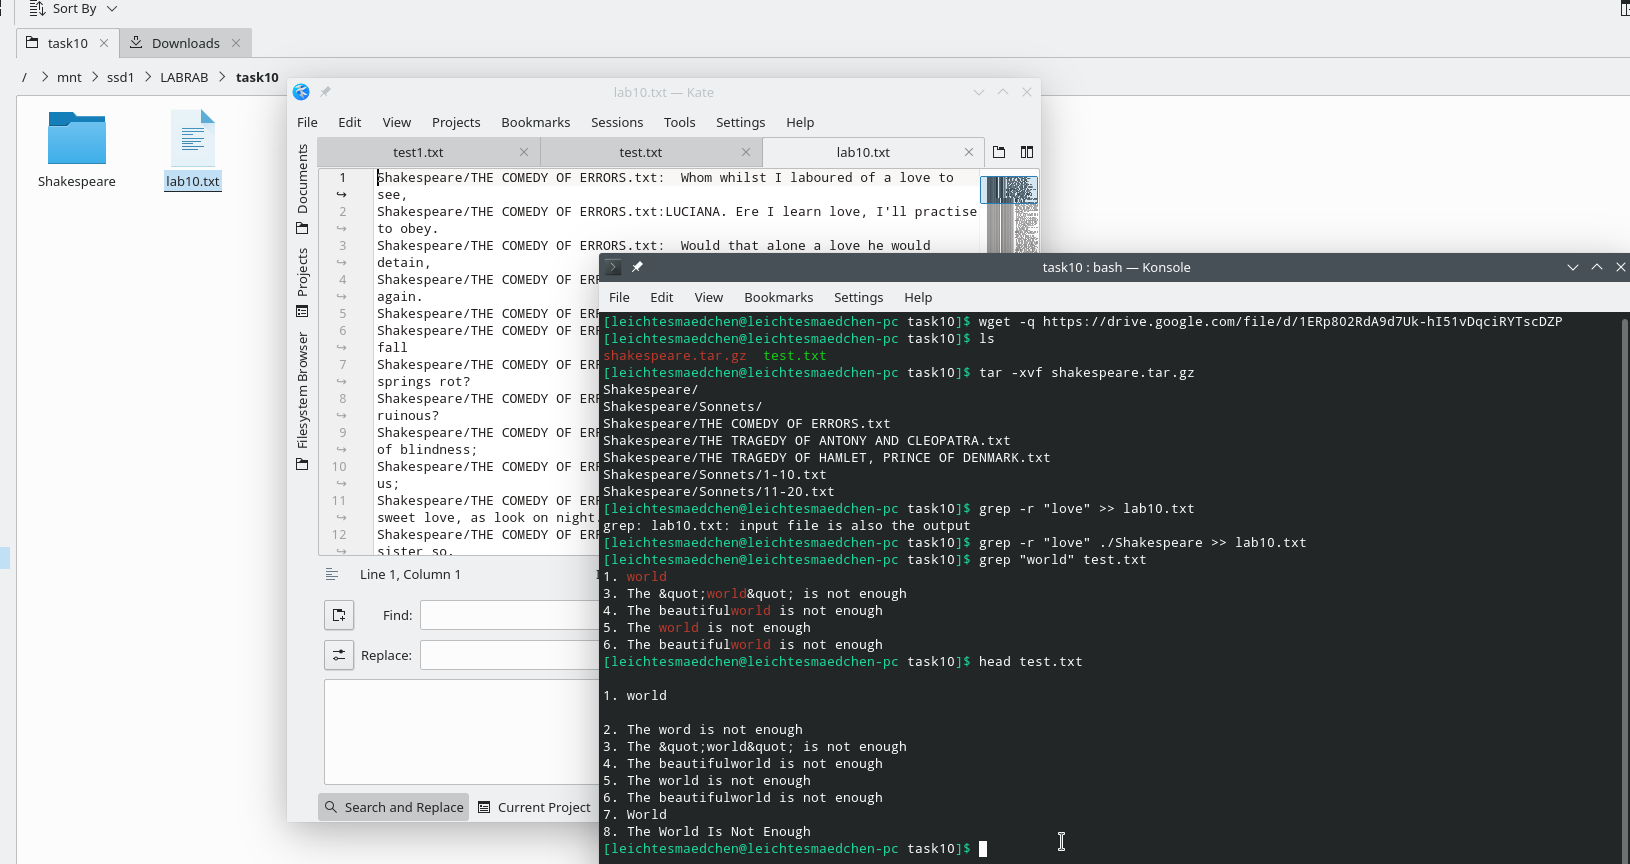 Sort By
task10
Downloads
/ > mnt > ssd1 > LABRAB > task10
Shakespeare
lab10.txt
lab10.txt — Kate
File Edit View Projects Bookmarks Sessions Tools Settings Help
test1.txt test.txt lab10.txt
Documents
Projects
Filesystem Browser
1 Shakespeare/THE COMEDY OF ERRORS.txt:  Whom whilst I laboured of a love to
see,
2 Shakespeare/THE COMEDY OF ERRORS.txt:LUCIANA. Ere I learn love, I'll practise
to obey.
3 Shakespeare/THE COMEDY OF ERRORS.txt:  Would that alone a love he would
detain,
4 Shakespeare/THE COMEDY OF ERR
again.
5 Shakespeare/THE COMEDY OF ERR
6 Shakespeare/THE COMEDY OF ERR
fall
7 Shakespeare/THE COMEDY OF ERR
springs rot?
8 Shakespeare/THE COMEDY OF ERR
ruinous?
9 Shakespeare/THE COMEDY OF ERR
of blindness;
10 Shakespeare/THE COMEDY OF ERR
us;
11 Shakespeare/THE COMEDY OF ERR
sweet love, as look on night.
12 Shakespeare/THE COMEDY OF ERR
sister so.
Line 1, Column 1
Find:
Replace:
Search and Replace
Current Project
task10 : bash — Konsole
File Edit View Bookmarks Settings Help
[leichtesmaedchen@leichtesmaedchen-pc task10]$ wget -q https://drive.google.com/file/d/1ERp802RdA9d7Uk-hI51vDqciRYTscDZP
[leichtesmaedchen@leichtesmaedchen-pc task10]$ ls
shakespeare.tar.gz  test.txt
[leichtesmaedchen@leichtesmaedchen-pc task10]$ tar -xvf shakespeare.tar.gz
Shakespeare/
Shakespeare/Sonnets/
Shakespeare/THE COMEDY OF ERRORS.txt
Shakespeare/THE TRAGEDY OF ANTONY AND CLEOPATRA.txt
Shakespeare/THE TRAGEDY OF HAMLET, PRINCE OF DENMARK.txt
Shakespeare/Sonnets/1-10.txt
Shakespeare/Sonnets/11-20.txt
[leichtesmaedchen@leichtesmaedchen-pc task10]$ grep -r "love" >> lab10.txt
grep: lab10.txt: input file is also the output
[leichtesmaedchen@leichtesmaedchen-pc task10]$ grep -r "love" ./Shakespeare >> lab10.txt
[leichtesmaedchen@leichtesmaedchen-pc task10]$ grep "world" test.txt
1. world
3. The &quot;world&quot; is not enough
4. The beautifulworld is not enough
5. The world is not enough
6. The beautifulworld is not enough
[leichtesmaedchen@leichtesmaedchen-pc task10]$ head test.txt
1. world
2. The word is not enough
3. The &quot;world&quot; is not enough
4. The beautifulworld is not enough
5. The world is not enough
6. The beautifulworld is not enough
7. World
8. The World Is Not Enough
[leichtesmaedchen@leichtesmaedchen-pc task10]$